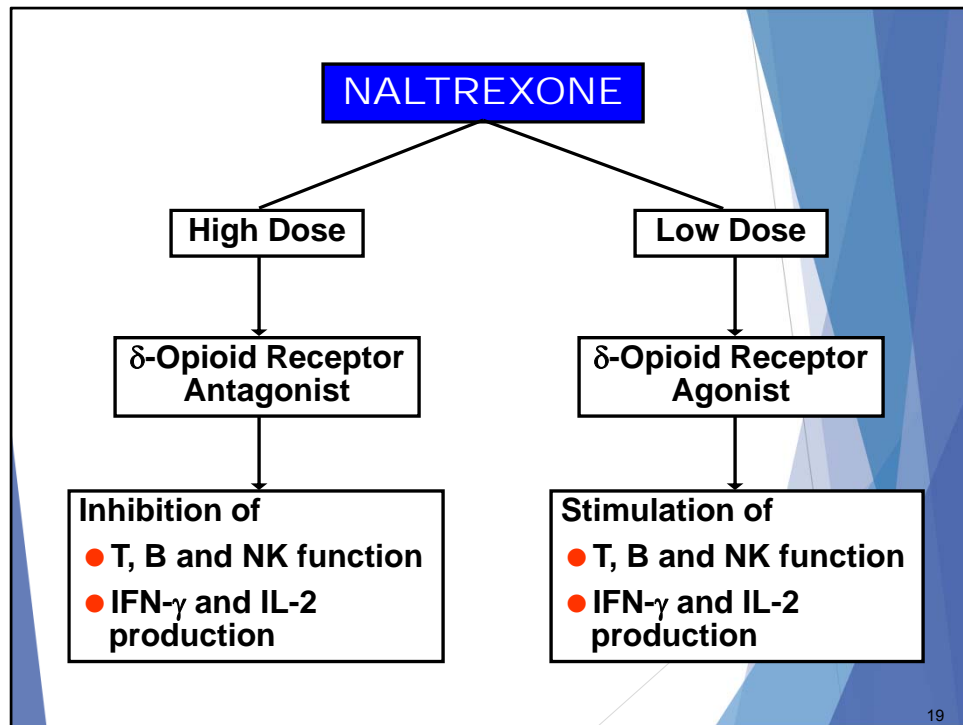 NALTREXONE
High Dose
Low Dose
δ-Opioid Receptor
Antagonist
δ-Opioid Receptor
Agonist
Inhibition of
● T, B and NK function
● IFN-γ and IL-2
production
Stimulation of
● T, B and NK function
● IFN-γ and IL-2
production
19